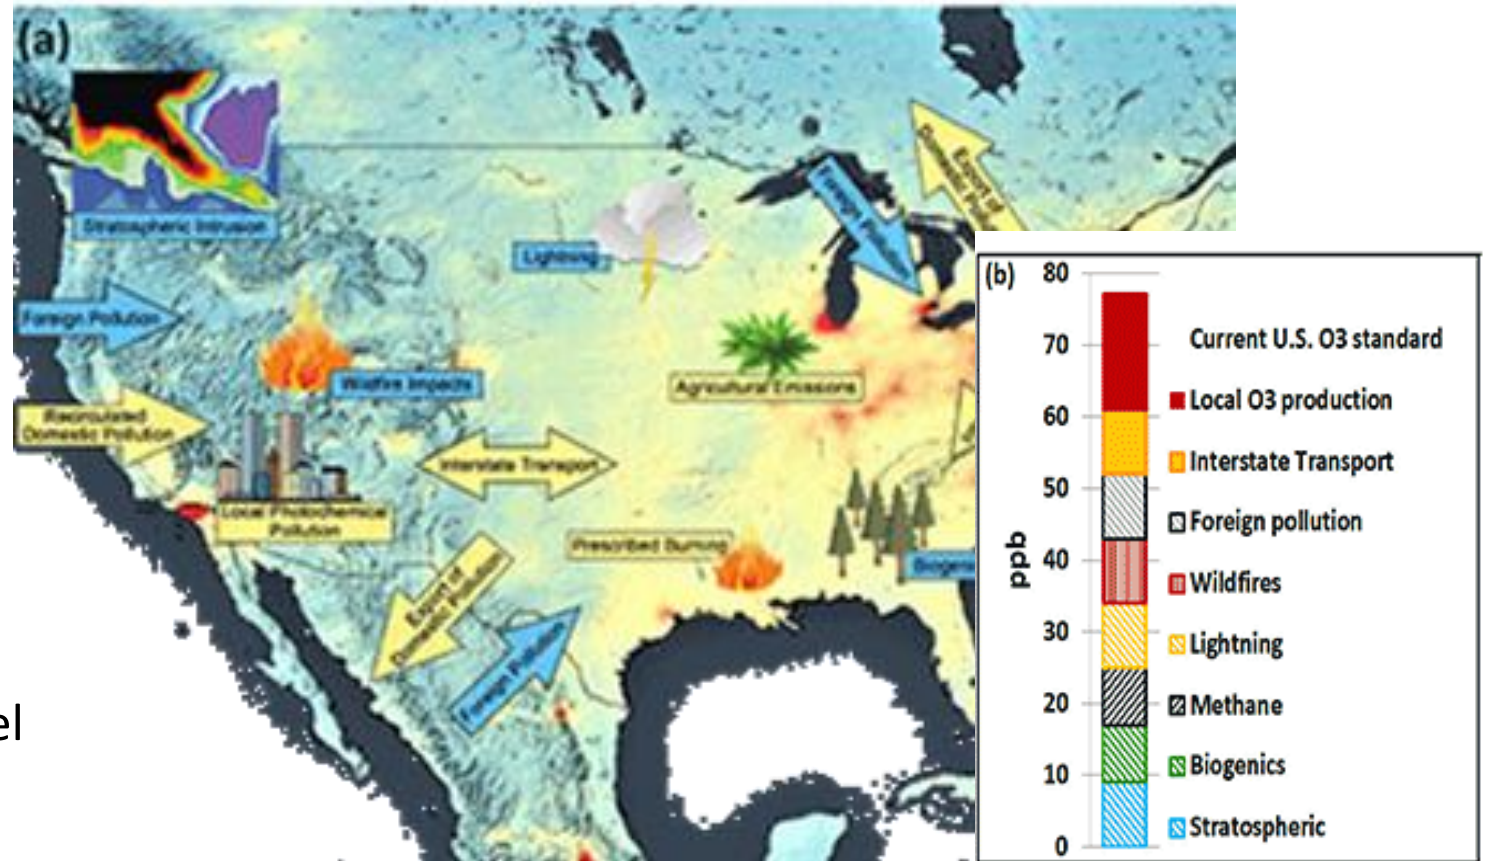 (a)
Stratospheric Intrusion
Foreign Pollution
Recirculated
Domestic Pollution
Lightning
Wildfire Impacts
Local Photochemical
Pollution
Interstate Transport
Agricultural Emissions
Prescribed Burning
Export of
Domestic Pollution
Foreign Pollution
Foreign Pollution
Export of
Domestic
Biogeni
el
(b)
80
70
60
50
40
30
20
10
0
ppb
Current U.S. O3 standard
Local O3 production
Interstate Transport
Foreign pollution
Wildfires
Lightning
Methane
Biogenics
Stratospheric